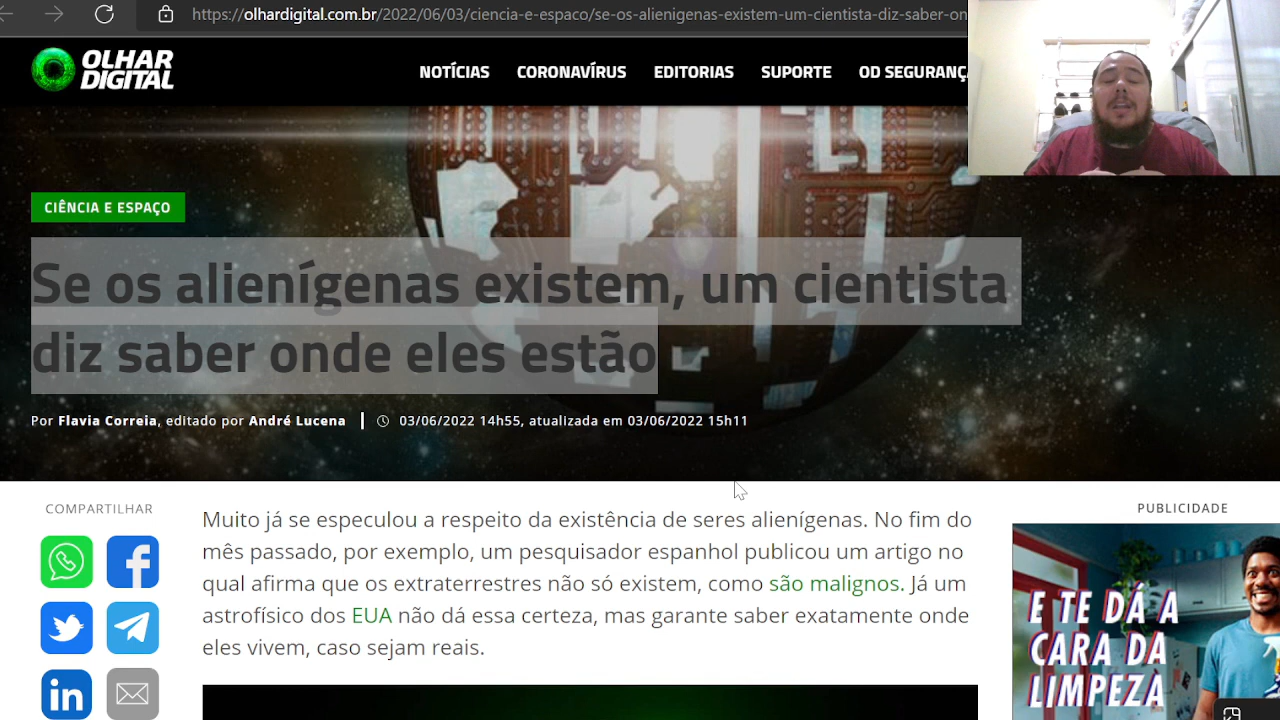 https://olhardigital.com.br/2022/06/03/ciencia-e-espaco/se-os-alienigenas-existem-um-cientista-diz-saber-on
OLHAR
DIGITAL
NOTÍCIAS CORONAVÍRUS EDITORIAS SUPORTE OD SEGURANÇA
CIÊNCIA E ESPAÇO
Se os alienígenas existem, um cientista
diz saber onde eles estão
Por Flavia Correia, editado por André Lucena | 03/06/2022 14h55, atualizada em 03/06/2022 15h11
COMPARTILHAR
Muito já se especulou a respeito da existência de seres alienígenas. No fim do
mês passado, por exemplo, um pesquisador espanhol publicou um artigo no
qual afirma que os extraterrestres não só existem, como são malignos. Já um
astrofísico dos EUA não dá essa certeza, mas garante saber exatamente onde
eles vivem, caso sejam reais.
PUBLICIDADE
E TE DÁ A
CARA DA
LIMPEZA